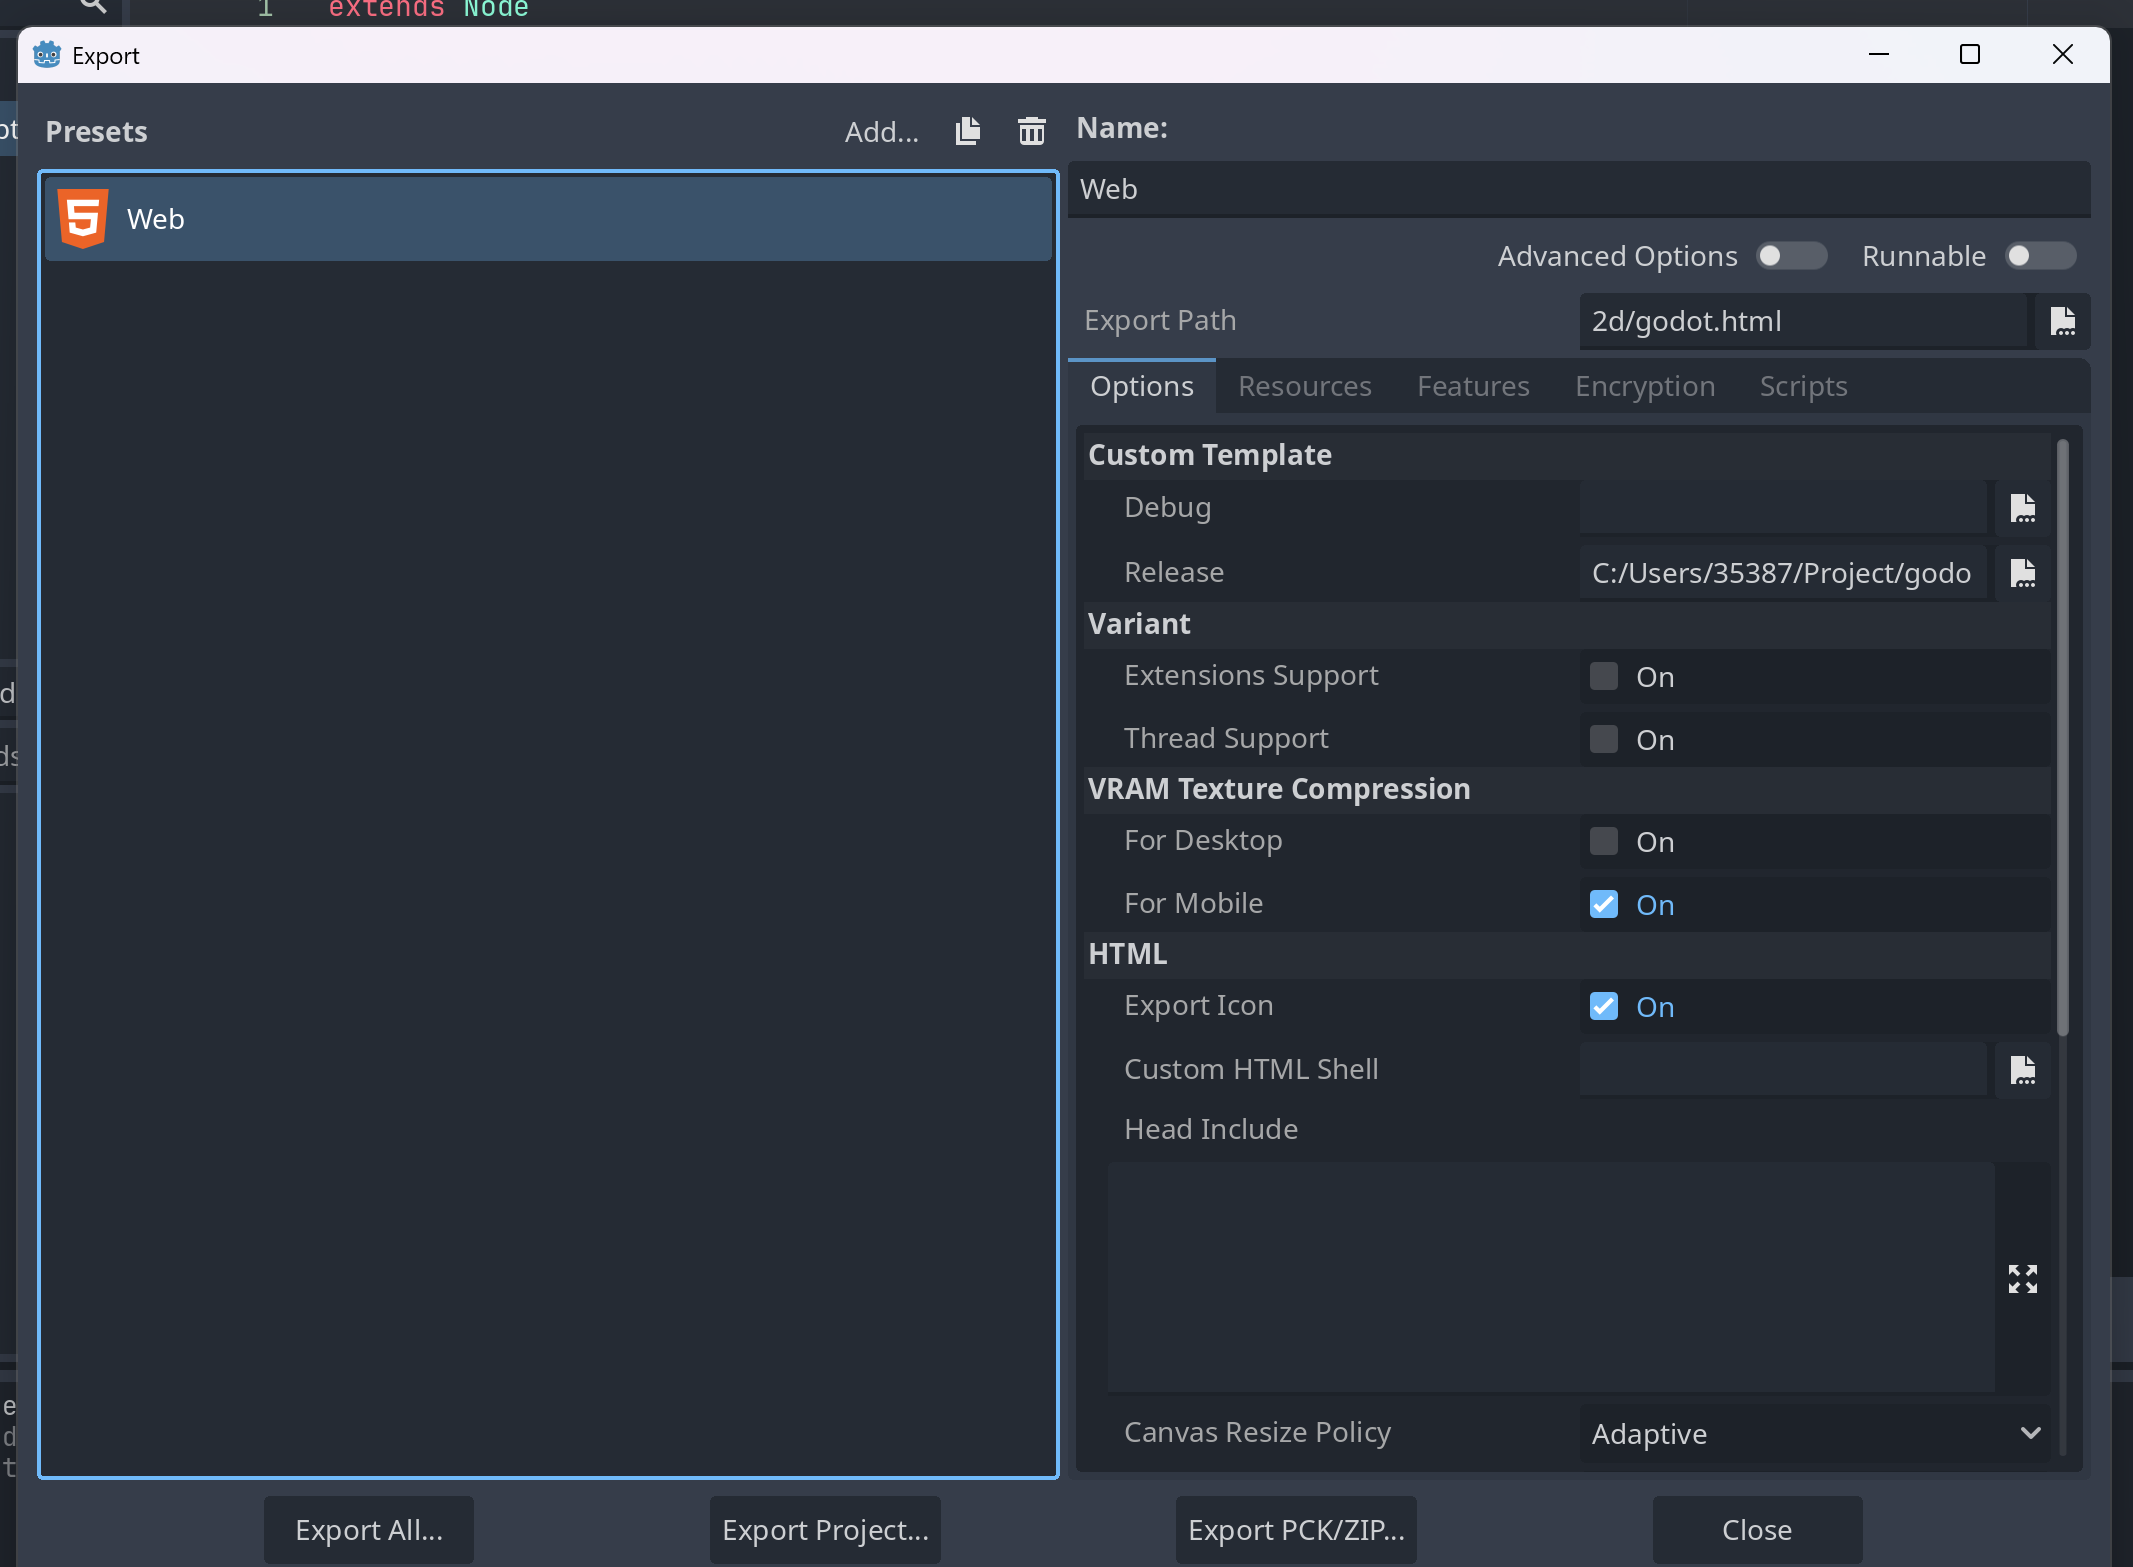 1 extends Node
Export
Presets
Add...
Web
Name:
Web
Advanced Options
Runnable
Export Path
2d/godot.html
Options Resources Features Encryption Scripts
Custom Template
Debug
Release
C:/Users/35387/Project/godo
Variant
Extensions Support
On
Thread Support
On
VRAM Texture Compression
For Desktop
On
For Mobile
On
HTML
Export Icon
On
Custom HTML Shell
Head Include
Canvas Resize Policy
Adaptive
Export All...
Export Project...
Export PCK/ZIP...
Close